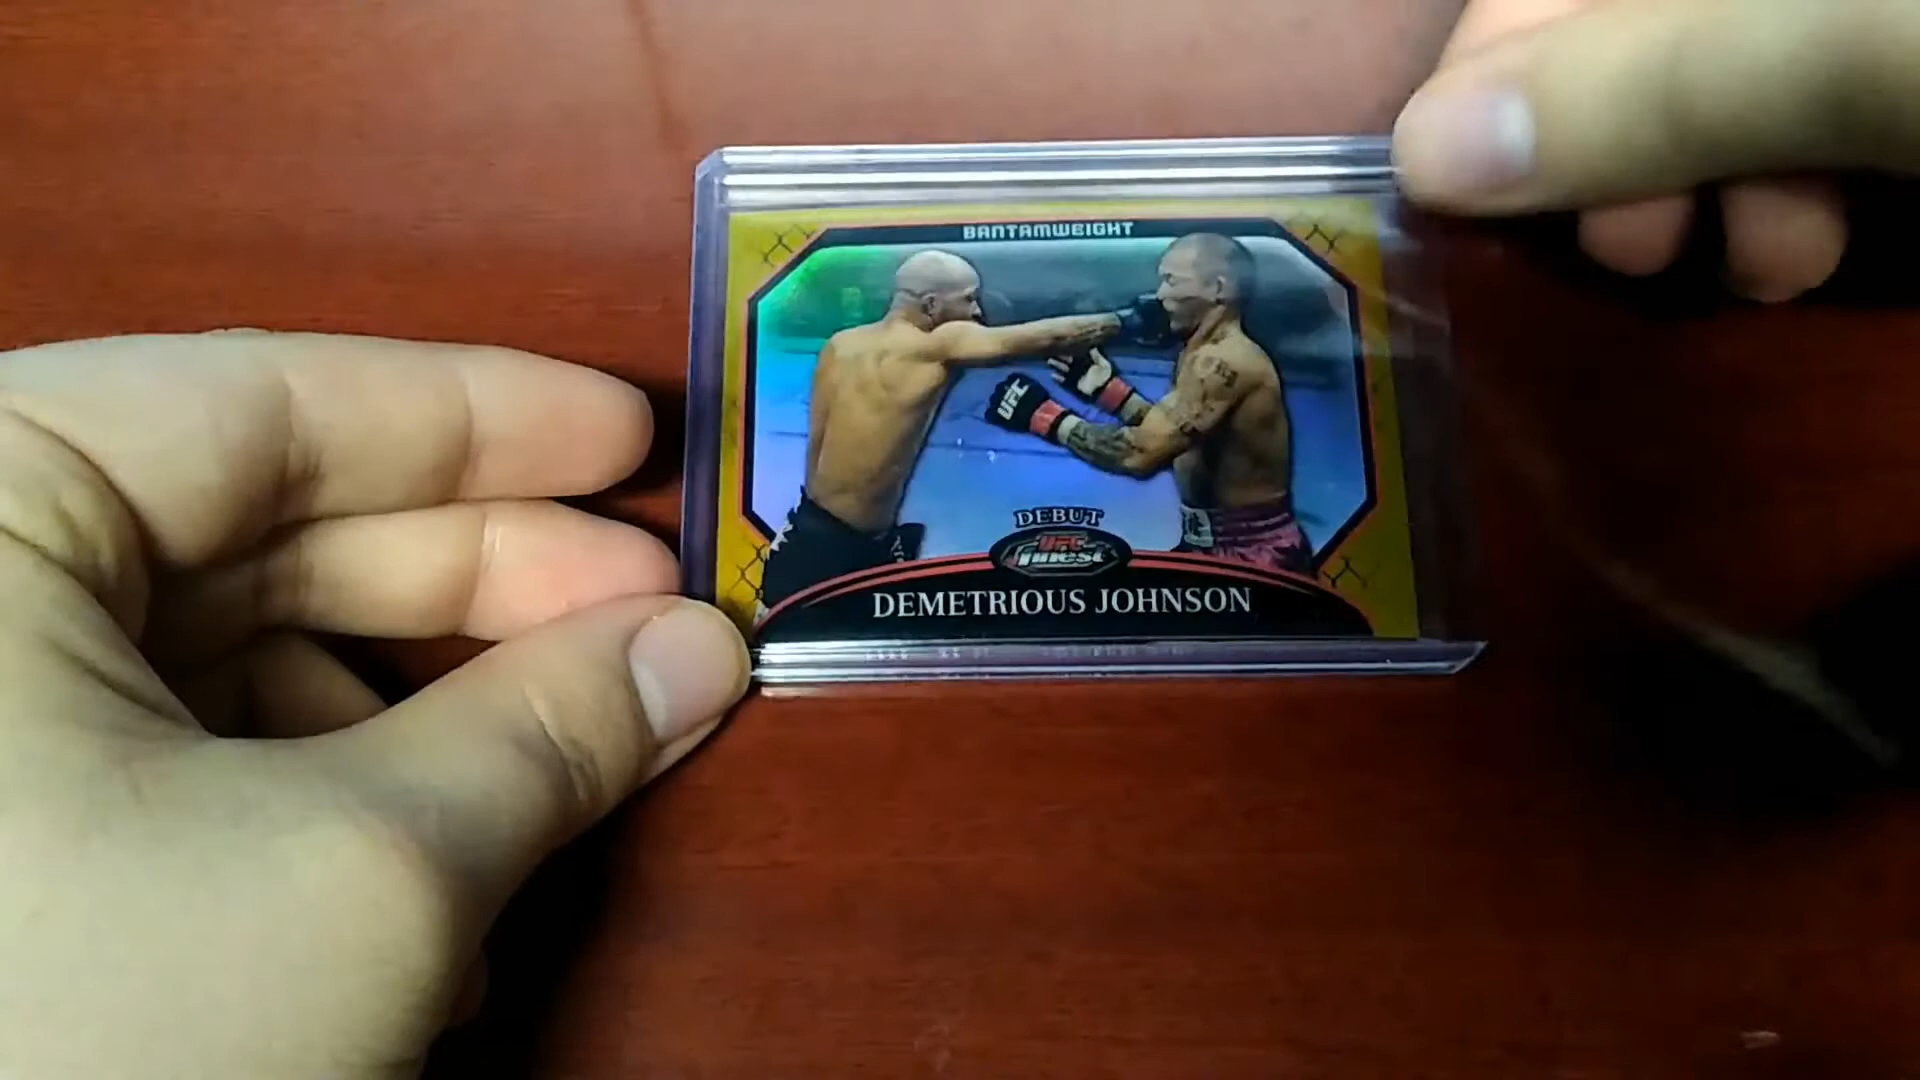 BANTAMWEIGHT
UFC
DEBUT
UFC
finest
DEMETRIOUS JOHNSON